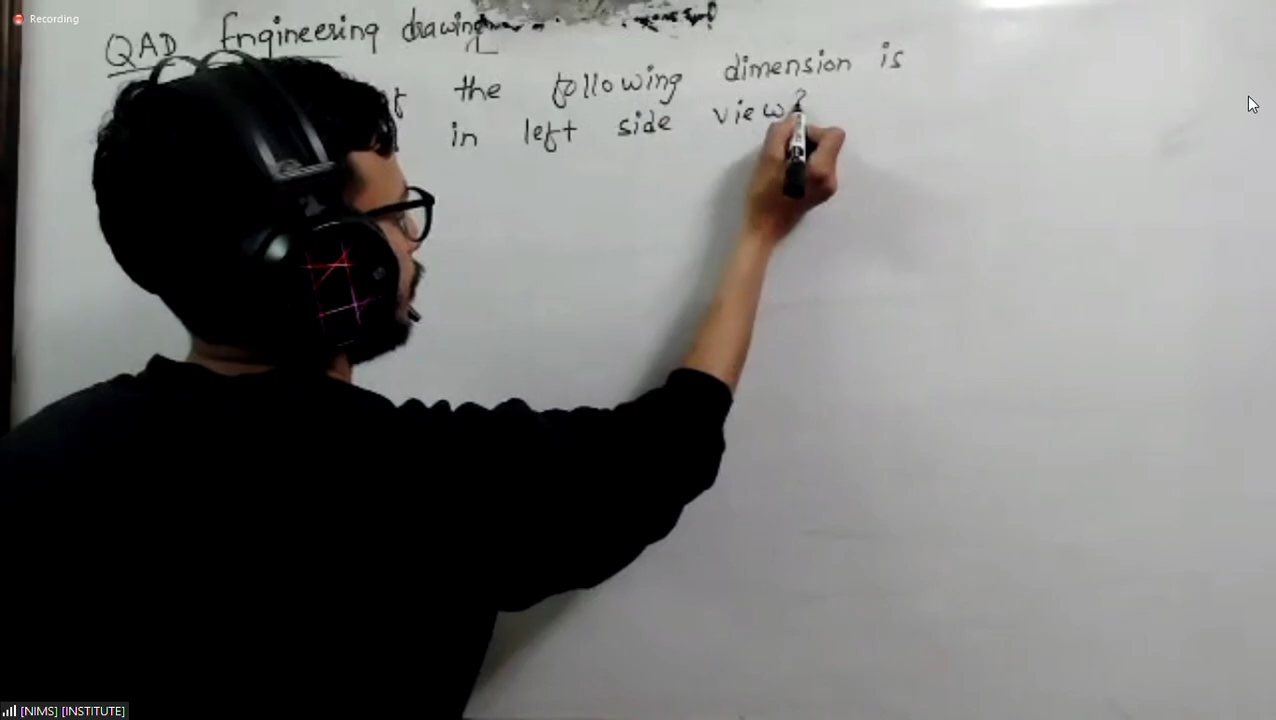 Recording
QAD Engineering drawing
the following dimension is
in left side view?
[NIMS] [INSTITUTE]